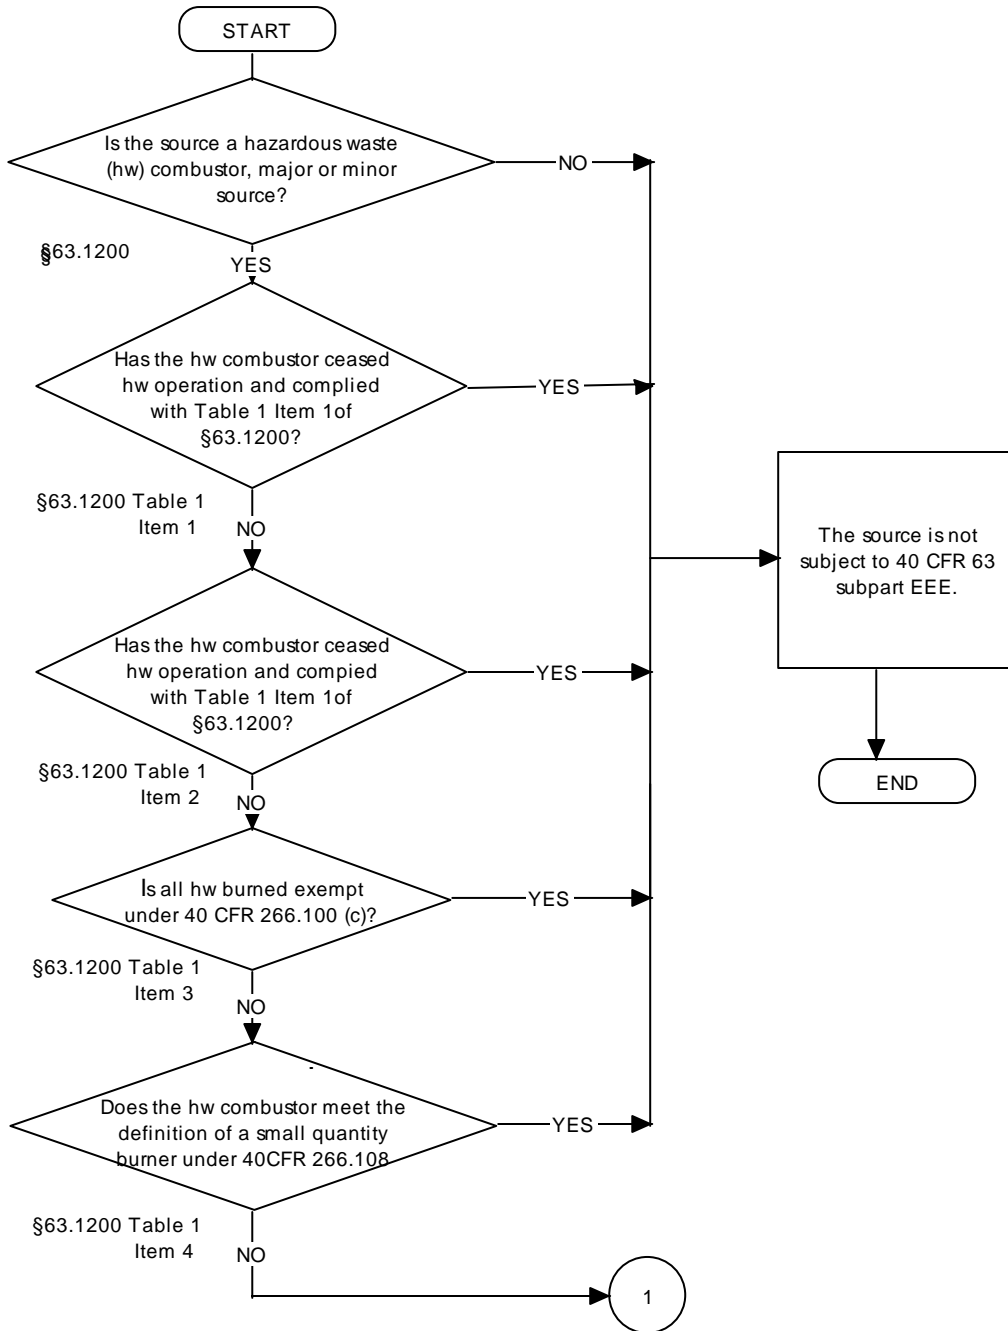 START
Is the source a hazardous waste
(hw) combustor, major or minor
source?
NO
§63.1200
YES
Has the hw combustor ceased
hw operation and complied
with Table 1 Item 1of
§63.1200?
YES
§63.1200 Table 1
Item 1
NO
The source is not
subject to 40 CFR 63
subpart EEE.
Has the hw combustor ceased
hw operation and compied
with Table 1 Item 1of
§63.1200?
YES
§63.1200 Table 1
Item 2
NO
END
Is all hw burned exempt
under 40 CFR 266.100 (c)?
YES
§63.1200 Table 1
Item 3
NO
Does the hw combustor meet the
definition of a small quantity
burner under 40CFR 266.108
YES
§63.1200 Table 1
Item 4
NO
1